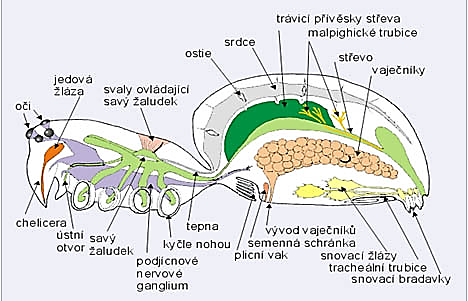 trávicí přívěsky střeva
malpighické trubice
srdce
ostie
střevo
vaječníky
jedová
žláza
svaly ovládající
savý žaludek
oči
chelicera
ústní
otvor
savý
žaludek
podjícnové
nervové
ganglium
kyčle nohou
tepna
plicní vak
semenná schránka
vývod vaječníků
snovací žlázy
tracheální trubice
snovací bradavky